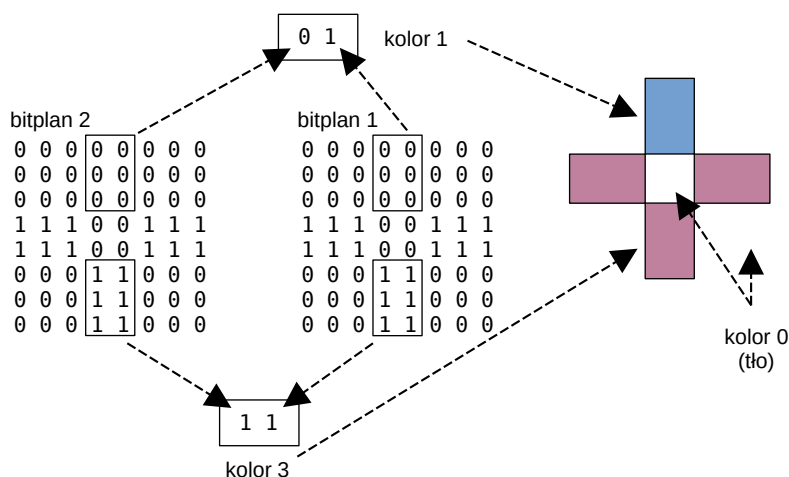 0 1
kolor 1
bitplan 2
0 0 0 0 0 0 0 0
0 0 0 0 0 0 0 0
0 0 0 0 0 0 0 0
1 1 1 0 0 1 1 1
1 1 1 0 0 1 1 1
0 0 0 1 1 0 0 0
0 0 0 1 1 0 0 0
0 0 0 1 1 0 0 0
bitplan 1
0 0 0 0 0 0 0 0
0 0 0 0 0 0 0 0
0 0 0 0 0 0 0 0
1 1 1 0 0 1 1 1
1 1 1 0 0 1 1 1
0 0 0 1 1 0 0 0
0 0 0 1 1 0 0 0
0 0 0 1 1 0 0 0
kolor 0
(tło)
1 1
kolor 3